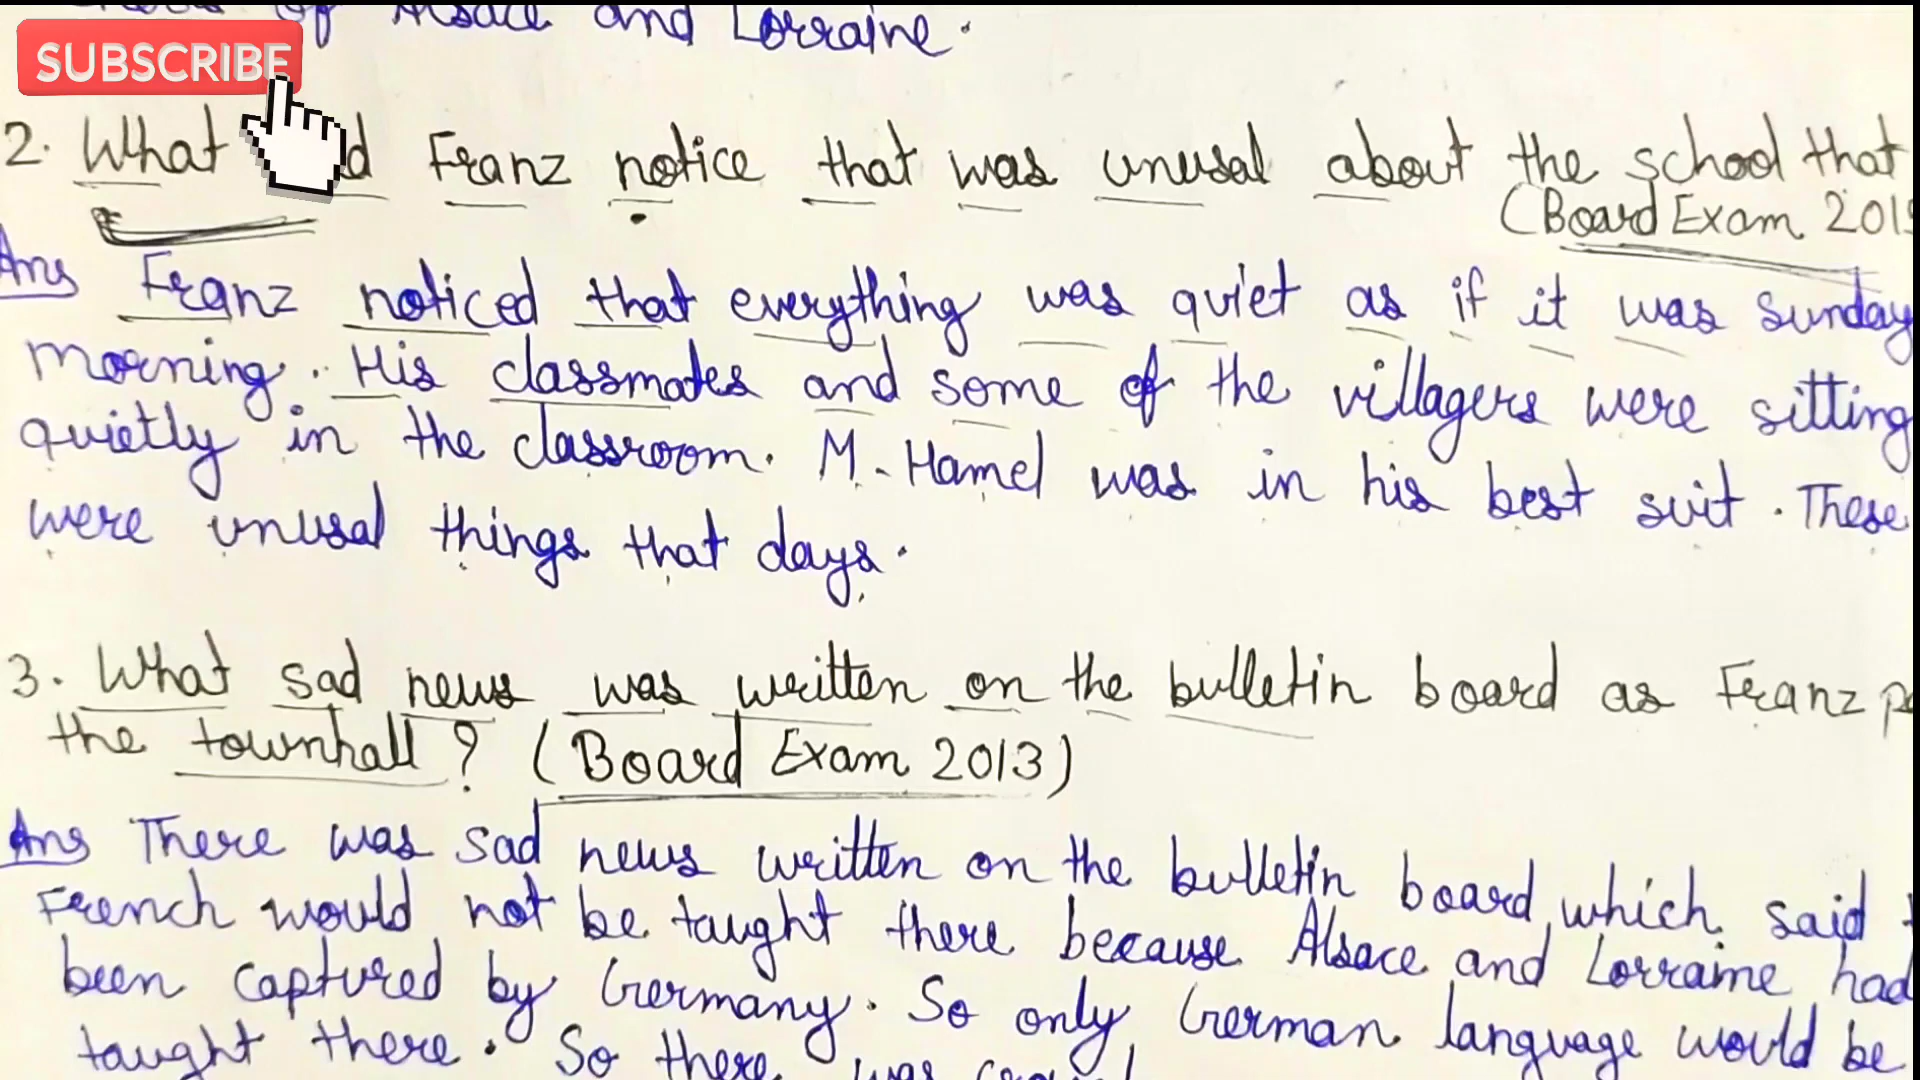 of Alsace and Lorraine.
SUBSCRIBE
2. What Franz notice that was unusal about the school that
(Board Exam 201
Ans Franz noticed that everything was quiet as if it was sunday
morning. His classmates and some of the villagers were sitting
quietly in the classroom. M. Hamel was in his best suit. These
were unusal things that days.
3. What sad news was written on the bulletin board as Franz
the townhall? (Board Exam 2013)
Ans There was sad news written on the bulletin board, which said
French would not be taught there because Alsace and Lorraine had
been captured by Germany. So only German language would be
taught there. So there was